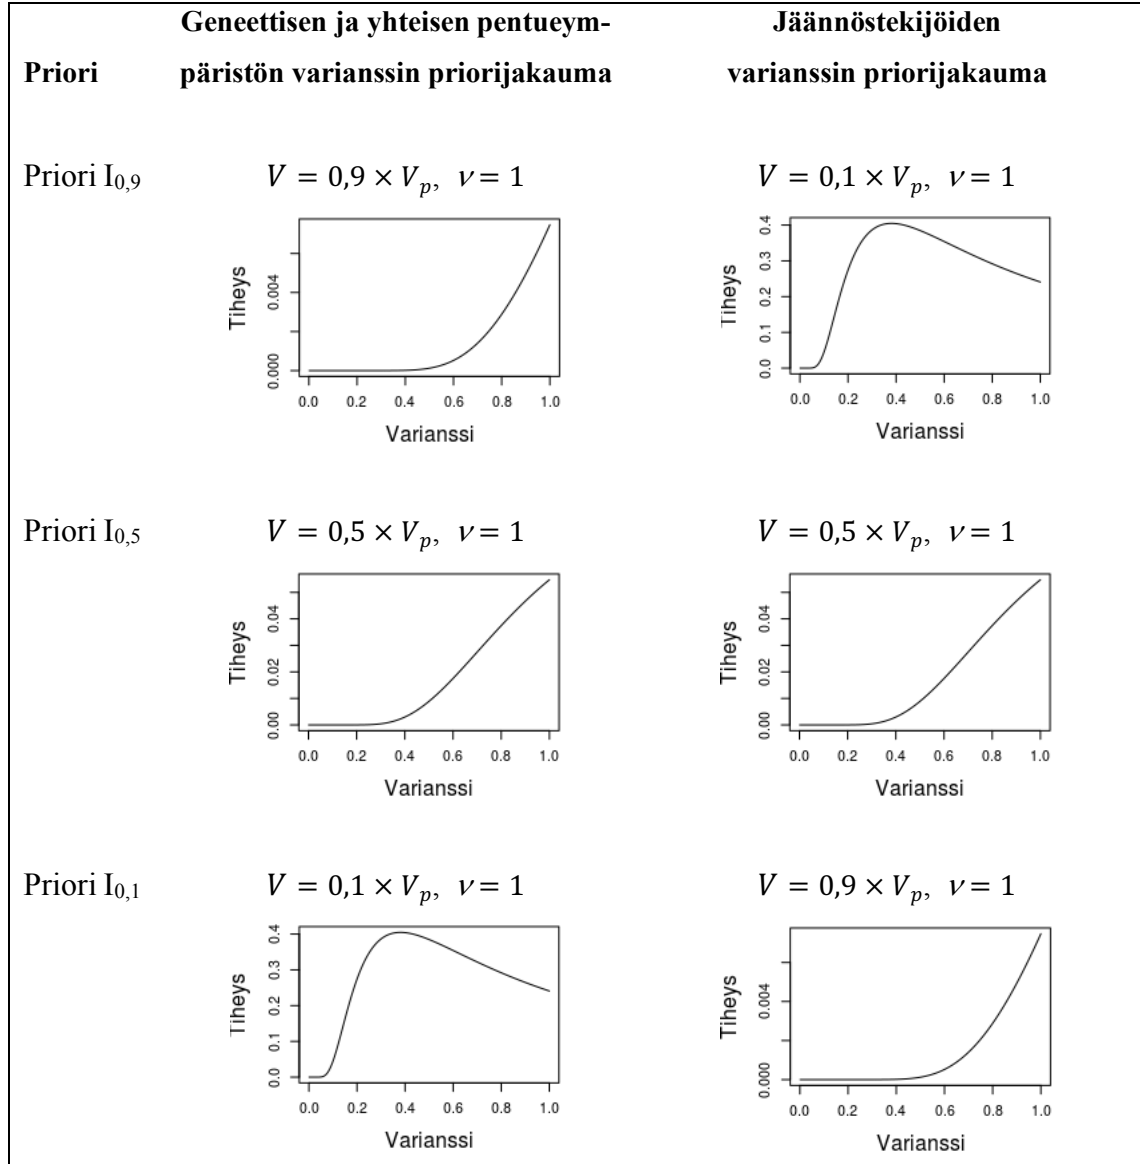 Geneettisen ja yhteisen pentueym-
päristön varianssin priorijakauma
Jäännöstekijöiden
varianssin priorijakauma
Priori
Priori I0,9
V = 0,9 × Vp, ν = 1
V = 0,1 × Vp, ν = 1
Tiheys
0.004
0.000
0.0 0.2 0.4 0.6 0.8 1.0
Varianssi
Tiheys
0.4
0.3
0.2
0.1
0.0
0.0 0.2 0.4 0.6 0.8 1.0
Varianssi
Priori I0,5
V = 0,5 × Vp, ν = 1
V = 0,5 × Vp, ν = 1
Tiheys
0.04
0.02
0.00
0.0 0.2 0.4 0.6 0.8 1.0
Varianssi
Tiheys
0.04
0.02
0.00
0.0 0.2 0.4 0.6 0.8 1.0
Varianssi
Priori I0,1
V = 0,1 × Vp, ν = 1
V = 0,9 × Vp, ν = 1
Tiheys
0.4
0.3
0.2
0.1
0.0
0.0 0.2 0.4 0.6 0.8 1.0
Varianssi
Tiheys
0.004
0.000
0.0 0.2 0.4 0.6 0.8 1.0
Varianssi